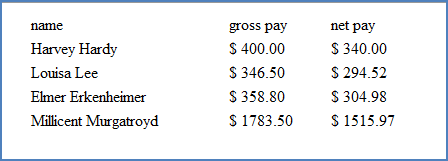 name gross pay net pay
Harvey Hardy $ 400.00 $ 340.00
Louisa Lee $ 346.50 $ 294.52
Elmer Erkenheimer $ 358.80 $ 304.98
Millicent Murgatroyd $ 1783.50 $ 1515.97